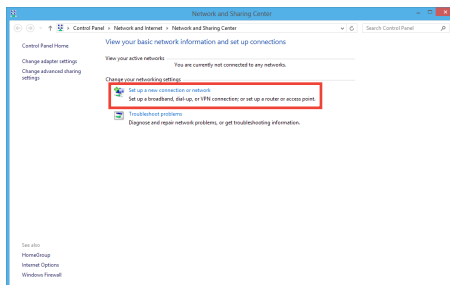 Network and Sharing Center
Control Panel ▸ Network and Internet ▸ Network and Sharing Center
Search Control Panel
Control Panel Home
Change adapter settings
Change advanced sharing
settings
View your basic network information and set up connections
View your active networks
You are currently not connected to any networks.
Change your networking settings
Set up a new connection or network
Set up a broadband, dial-up, or VPN connection; or set up a router or access point.
Troubleshoot problems
Diagnose and repair network problems, or get troubleshooting information.
See also
HomeGroup
Internet Options
Windows Firewall